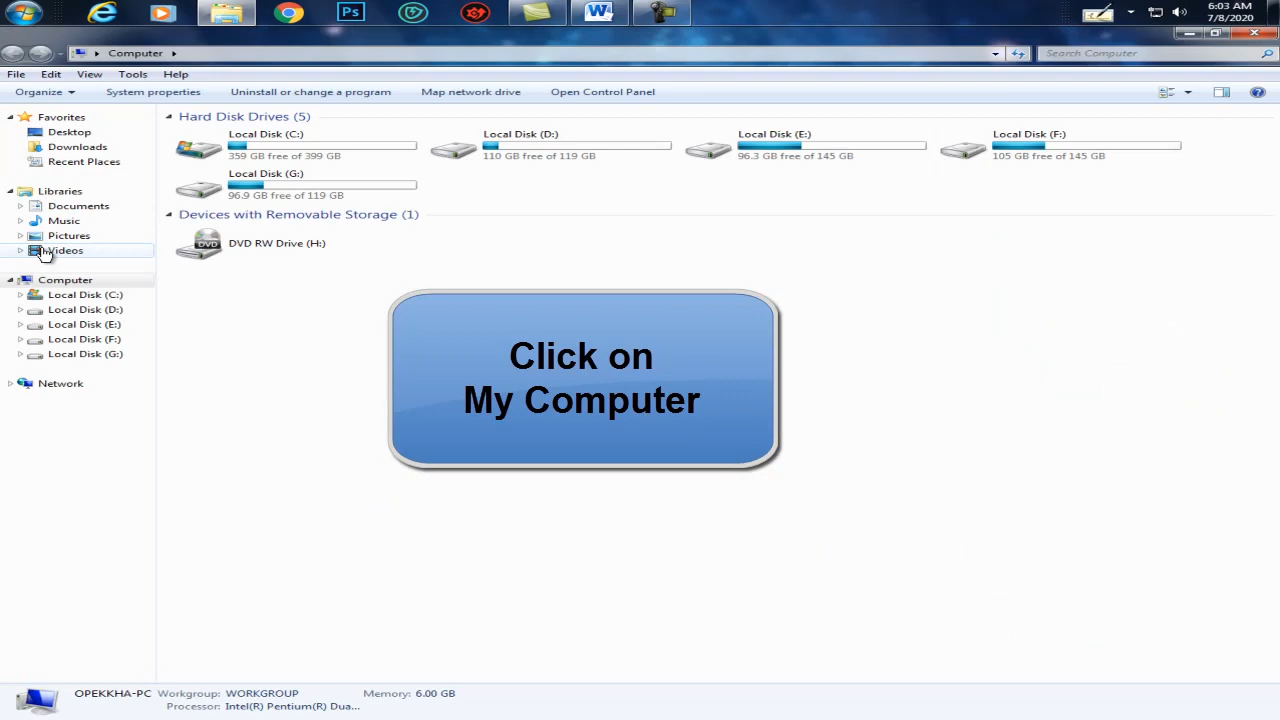 Ps
W
6:03 AM
7/8/2020
Computer
Search Computer
File Edit View Tools Help
Organize System properties Uninstall or change a program Map network drive Open Control Panel
Favorites
Desktop
Downloads
Recent Places
Libraries
Documents
Music
Pictures
Videos
Computer
Local Disk (C:)
Local Disk (D:)
Local Disk (E:)
Local Disk (F:)
Local Disk (G:)
Network
Hard Disk Drives (5)
Local Disk (C:)
359 GB free of 399 GB
Local Disk (D:)
110 GB free of 119 GB
Local Disk (E:)
96.3 GB free of 145 GB
Local Disk (F:)
105 GB free of 145 GB
Local Disk (G:)
96.9 GB free of 119 GB
Devices with Removable Storage (1)
DVD
DVD RW Drive (H:)
Click on
My Computer
OPEKKHA-PC Workgroup: WORKGROUP Memory: 6.00 GB
Processor: Intel(R) Pentium(R) Dua...